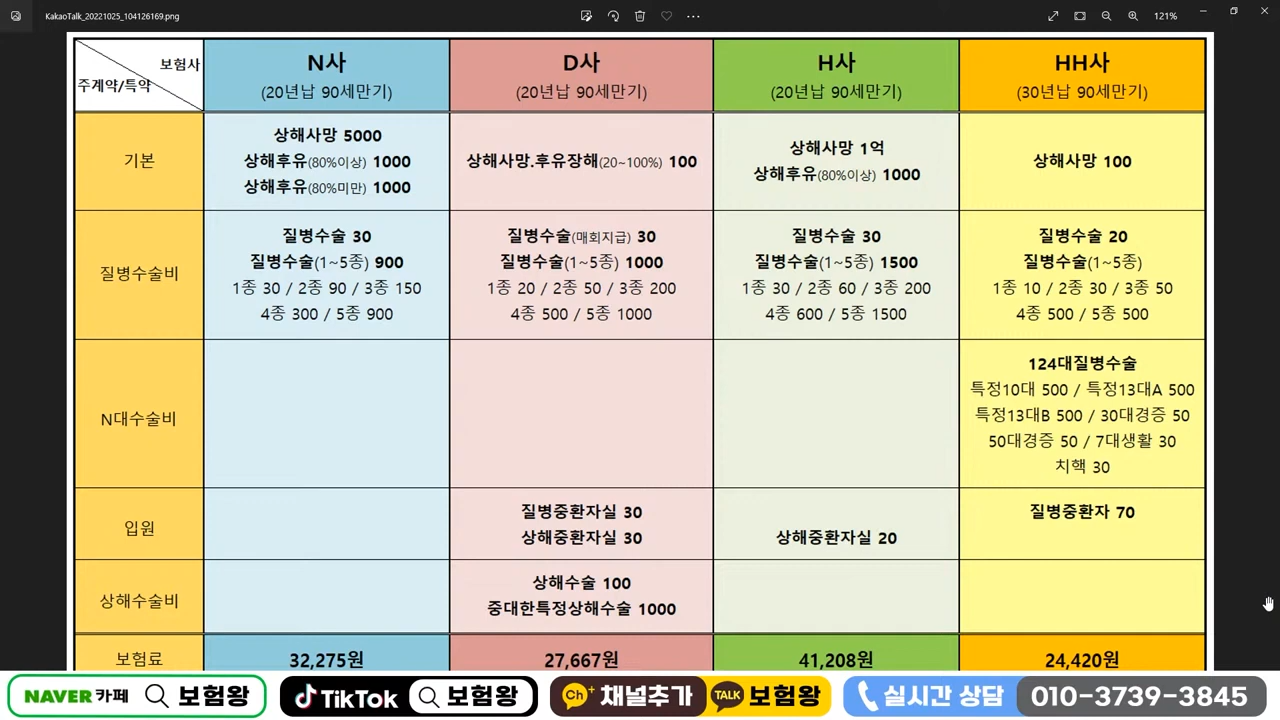 KakaoTalk_20221025_104126169.png
121%
보험사
주계약/특약
N사
(20년납 90세만기)
D사
(20년납 90세만기)
H사
(20년납 90세만기)
HH사
(30년납 90세만기)
기본
상해사망 5000
상해후유(80%이상) 1000
상해후유(80%미만) 1000
상해사망.후유장해(20~100%) 100
상해사망 1억
상해후유(80%이상) 1000
상해사망 100
질병수술비
질병수술 30
질병수술(1~5종) 900
1종 30 / 2종 90 / 3종 150
4종 300 / 5종 900
질병수술(매회지급) 30
질병수술(1~5종) 1000
1종 20 / 2종 50 / 3종 200
4종 500 / 5종 1000
질병수술 30
질병수술(1~5종) 1500
1종 30 / 2종 60 / 3종 200
4종 600 / 5종 1500
질병수술 20
질병수술(1~5종)
1종 10 / 2종 30 / 3종 50
4종 500 / 5종 500
N대수술비
124대질병수술
특정10대 500 / 특정13대A 500
특정13대B 500 / 30대경증 50
50대경증 50 / 7대생활 30
치핵 30
입원
질병중환자실 30
상해중환자실 30
상해중환자실 20
질병중환자 70
상해수술비
상해수술 100
중대한특정상해수술 1000
보험료
32,275원
27,667원
41,208원
24,420원
NAVER 카페 보험왕
TikTok 보험왕
Ch+ 채널추가 TALK 보험왕
실시간 상담 010-3739-3845